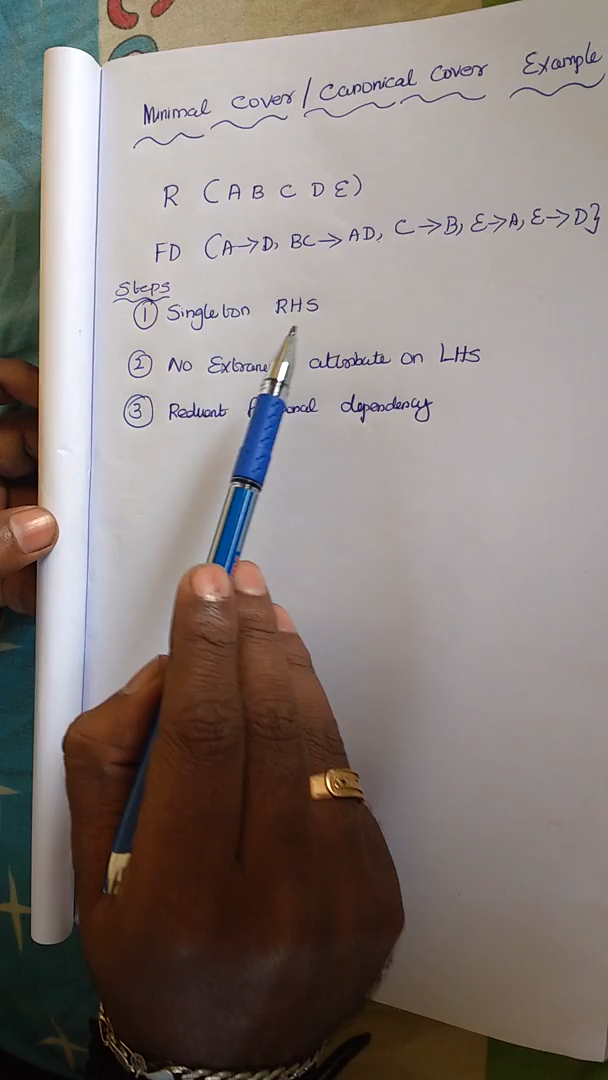 Minimal Cover / Canonical Cover Example
R (A B C D E)
FD (A→D, BC→AD, C→B, E→A, E→D}
Steps
① Singleton RHS
② No attribute on LHS
③ Reduant dependency